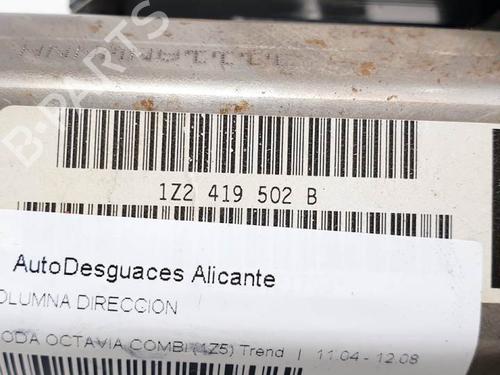 B-PARTS
1Z2 419 502 B
AutoDesguaces Alicante
OLUMNA DIRECCION
ODA OCTAVIA COMBI (1Z5) Trend | 11.04 - 12.08